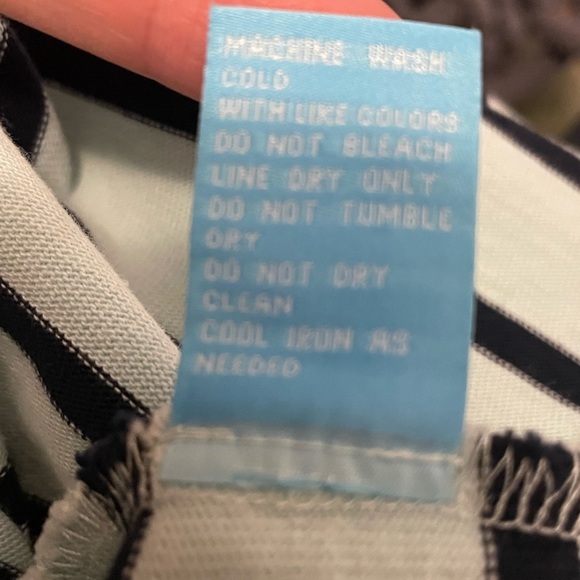 MACHINE WASH
COLD
WITH LIKE COLORS
DO NOT BLEACH
LINE DRY ONLY
DO NOT TUMBLE
DRY
DO NOT DRY
CLEAN
COOL IRON AS
NEEDED